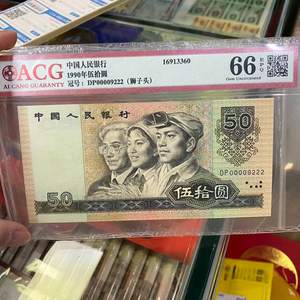 ACG
AUCANG GUARANTY
中国人民银行
1990年伍拾圆
冠号：DP00009222（狮子头）
16913360
66 EPQ
Gem Uncirculated
中国人民银行
50
50
伍拾圆
DP00009222